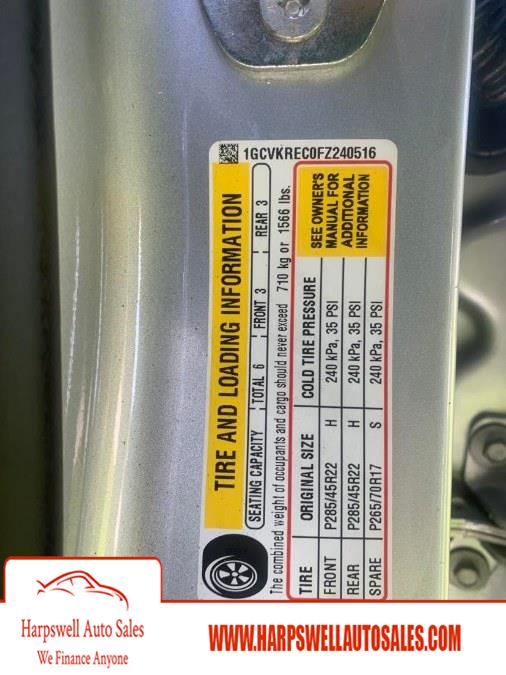 1GCVKREC0FZ240516
TIRE AND LOADING INFORMATION
SEATING CAPACITY TOTAL 6 FRONT 3 REAR 3
The combined weight of occupants and cargo should never exceed 710 kg or 1566 lbs.
TIRE ORIGINAL SIZE COLD TIRE PRESSURE
FRONT P285/45R22 H 240 kPa, 35 PSI
REAR P285/45R22 H 240 kPa, 35 PSI
SPARE P265/70R17 S 240 kPa, 35 PSI
SEE OWNER'S
MANUAL FOR
ADDITIONAL
INFORMATION
Harpswell Auto Sales
We Finance Anyone
WWW.HARPSWELLAUTOSALES.COM